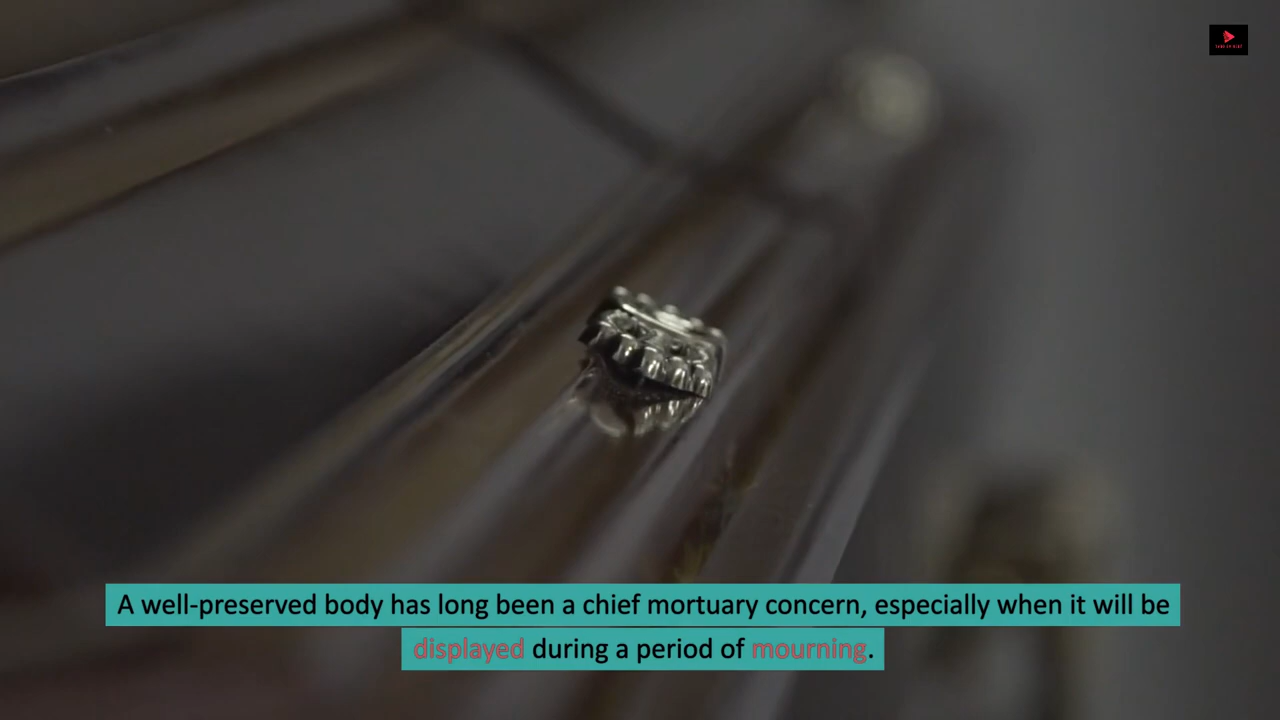 A well-preserved body has long been a chief mortuary concern, especially when it will be
displayed during a period of mourning.